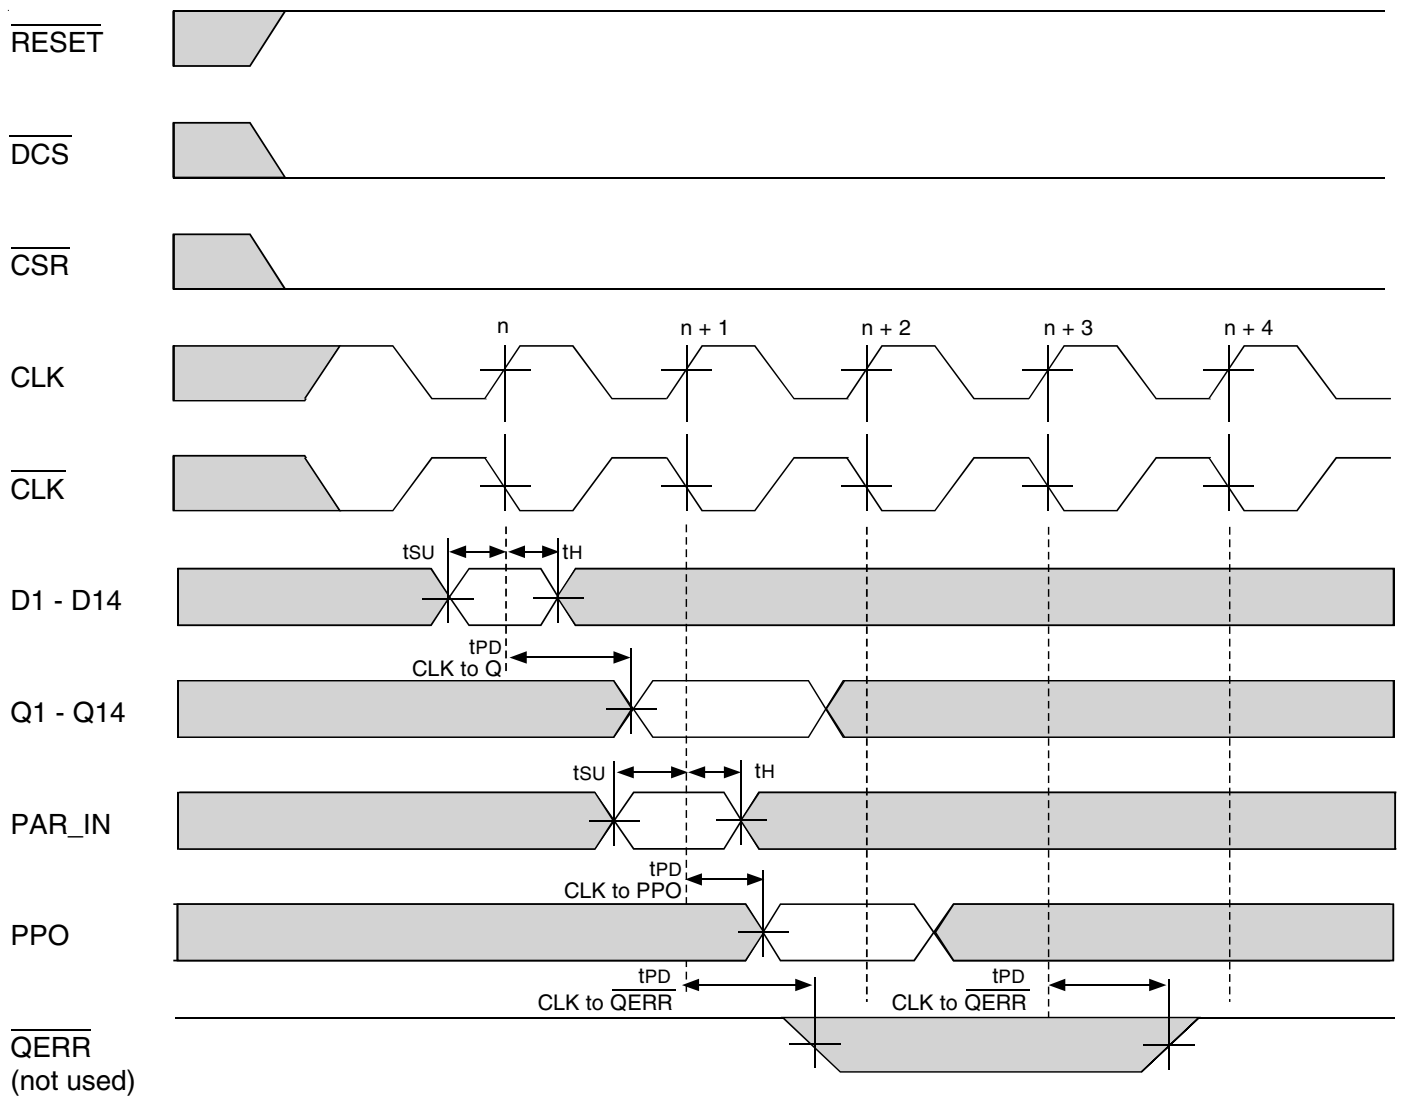 RESET
DCS
CSR
n n + 1 n + 2 n + 3 n + 4
CLK
CLK
tSU tH
D1 - D14
tPD
CLK to Q
Q1 - Q14
tSU tH
PAR_IN
tPD
CLK to PPO
PPO
tPD tPD
CLK to QERR CLK to QERR
QERR
(not used)